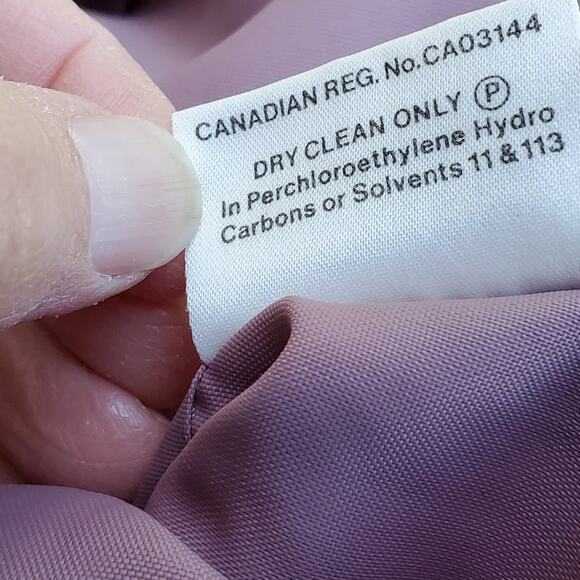 CANADIAN REG. No.CA03144
DRY CLEAN ONLY Ⓟ
In Perchloroethylene Hydro
Carbons or Solvents 11 & 113